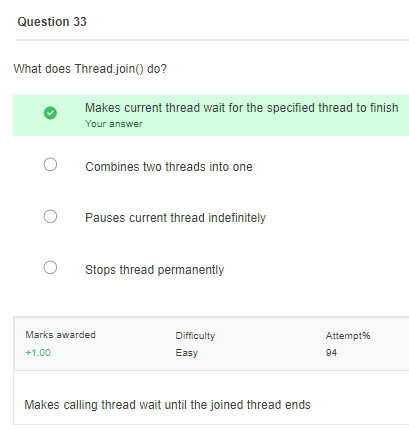 Question 33
What does Thread.join() do?
Makes current thread wait for the specified thread to finish
Your answer
Combines two threads into one
Pauses current thread indefinitely
Stops thread permanently
Marks awarded Difficulty Attempt%
+1.00 Easy 94
Makes calling thread wait until the joined thread ends